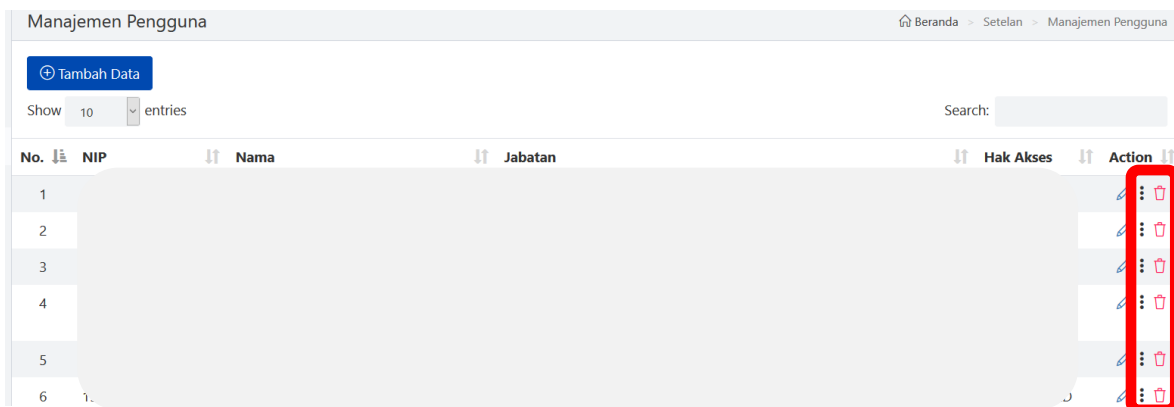 Manajemen Pengguna
Beranda > Setelan > Manajemen Pengguna
Tambah Data
Show 10 entries
Search:
No. NIP Nama Jabatan Hak Akses Action
1
2
3
4
5
6